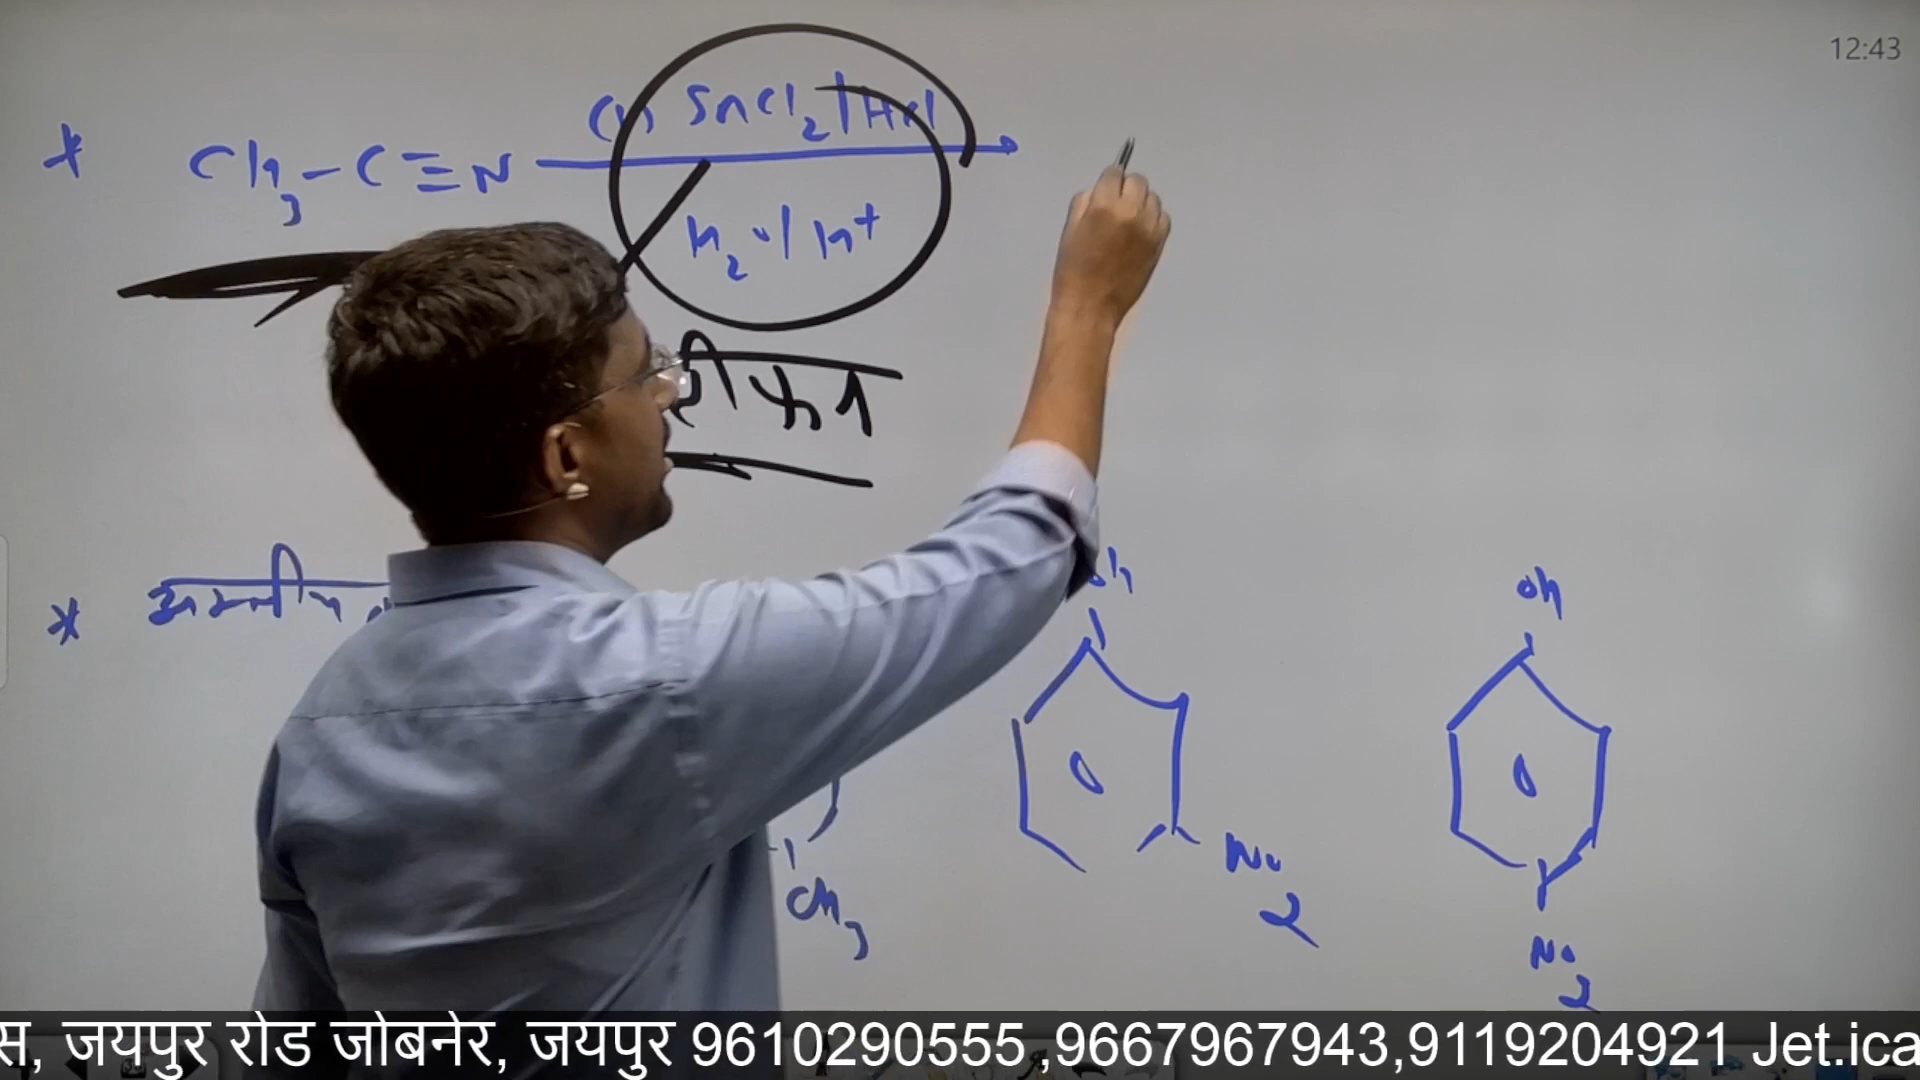 12:43
* CH3-C≡N (1) SnCl2/HCl
H2O/H+
* अम्लीय
OH
OH
NO2
CH3
NO2
स, जयपुर रोड जोबनेर, जयपुर 9610290555 ,9667967943,9119204921 Jet.ica